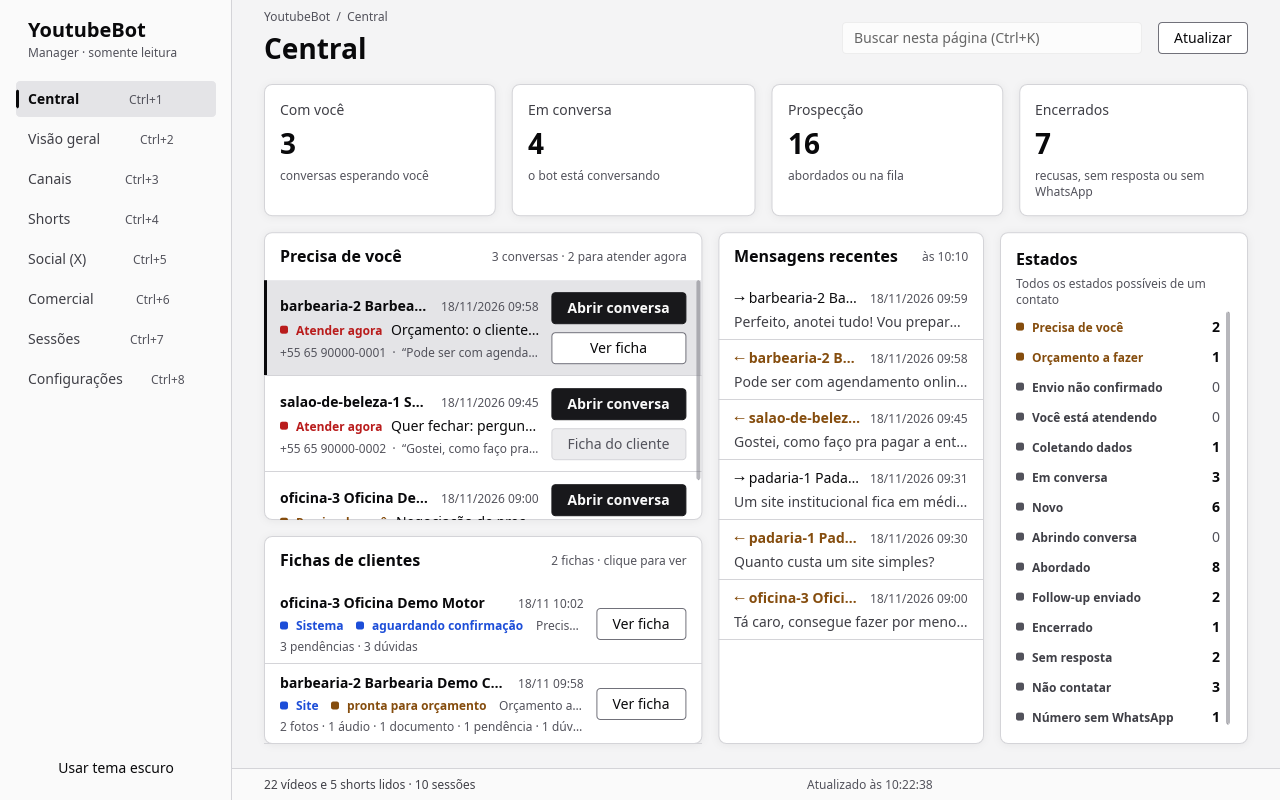 YoutubeBot
Manager · somente leitura
Central Ctrl+1
Visão geral Ctrl+2
Canais Ctrl+3
Shorts Ctrl+4
Social (X) Ctrl+5
Comercial Ctrl+6
Sessões Ctrl+7
Configurações Ctrl+8
Usar tema escuro
YoutubeBot / Central
Central
Buscar nesta página (Ctrl+K)
Atualizar
Com você
3
conversas esperando você
Em conversa
4
o bot está conversando
Prospecção
16
abordados ou na fila
Encerrados
7
recusas, sem resposta ou sem
WhatsApp
Precisa de você 3 conversas · 2 para atender agora
barbearia-2 Barbea... 18/11/2026 09:58
Atender agora Orçamento: o cliente...
+55 65 90000-0001 · “Pode ser com agenda...
Abrir conversa
Ver ficha
salao-de-beleza-1 S... 18/11/2026 09:45
Atender agora Quer fechar: pergun...
+55 65 90000-0002 · “Gostei, como faço pra...
Abrir conversa
Ficha do cliente
oficina-3 Oficina De... 18/11/2026 09:00
Abrir conversa
Fichas de clientes 2 fichas · clique para ver
oficina-3 Oficina Demo Motor 18/11 10:02
Sistema aguardando confirmação Precis...
3 pendências · 3 dúvidas
Ver ficha
barbearia-2 Barbearia Demo C... 18/11 09:58
Site pronta para orçamento Orçamento a...
2 fotos · 1 áudio · 1 documento · 1 pendência · 1 dúv...
Ver ficha
Mensagens recentes às 10:10
→ barbearia-2 Ba... 18/11/2026 09:59
Perfeito, anotei tudo! Vou prepar...
← barbearia-2 B... 18/11/2026 09:58
Pode ser com agendamento onlin...
← salao-de-belez... 18/11/2026 09:45
Gostei, como faço pra pagar a ent...
→ padaria-1 Pada... 18/11/2026 09:31
Um site institucional fica em médi...
← padaria-1 Pad... 18/11/2026 09:30
Quanto custa um site simples?
← oficina-3 Ofici... 18/11/2026 09:00
Tá caro, consegue fazer por meno...
Estados
Todos os estados possíveis de um
contato
Precisa de você 2
Orçamento a fazer 1
Envio não confirmado 0
Você está atendendo 0
Coletando dados 1
Em conversa 3
Novo 6
Abrindo conversa 0
Abordado 8
Follow-up enviado 2
Encerrado 1
Sem resposta 2
Não contatar 3
Número sem WhatsApp 1
22 vídeos e 5 shorts lidos · 10 sessões
Atualizado às 10:22:38